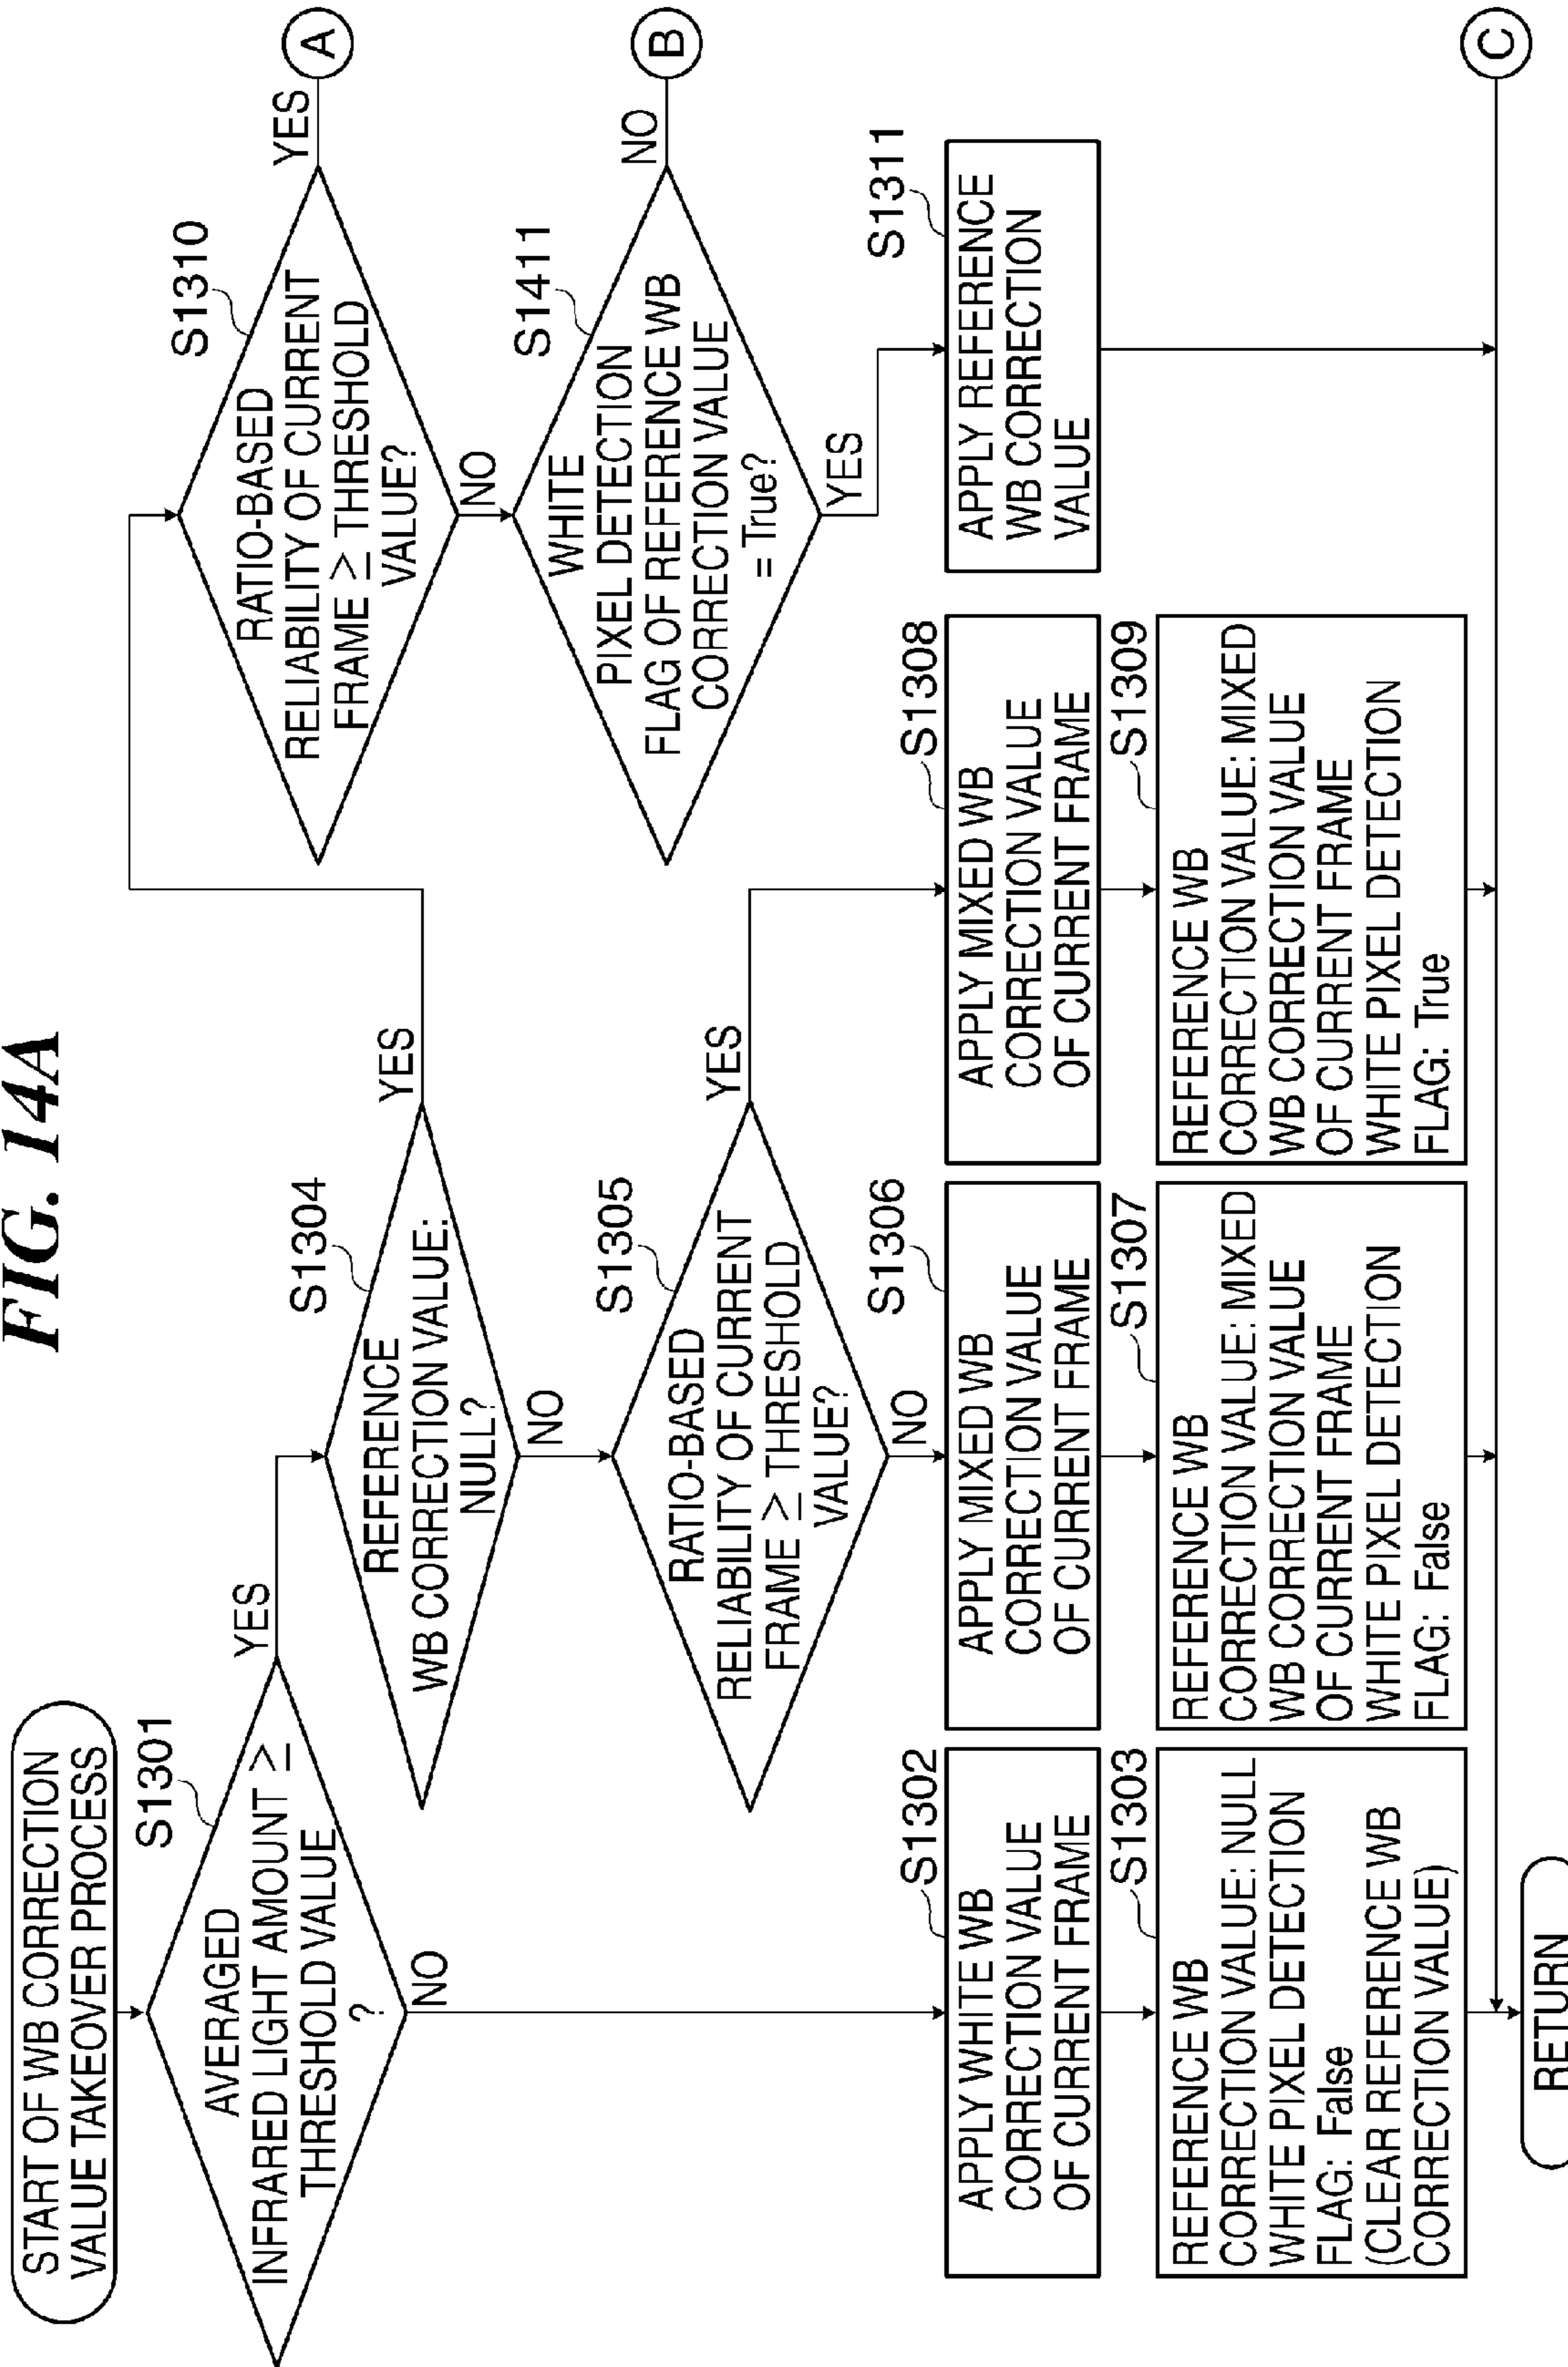 FIG. 14A
START OF WB CORRECTION
VALUE TAKEOVER PROCESS
S1301
AVERAGED
INFRARED LIGHT AMOUNT ≥
THRESHOLD VALUE
?
YES
NO
S1304
REFERENCE
WB CORRECTION VALUE:
NULL?
YES
NO
S1305
RATIO-BASED
RELIABILITY OF CURRENT
FRAME ≥ THRESHOLD
VALUE?
YES
NO
S1310
RATIO-BASED
RELIABILITY OF CURRENT
FRAME ≥ THRESHOLD
VALUE?
YES
A
NO
S1411
WHITE
PIXEL DETECTION
FLAG OF REFERENCE WB
CORRECTION VALUE
= True?
NO
B
YES
S1302
APPLY WHITE WB
CORRECTION VALUE
OF CURRENT FRAME
S1303
REFERENCE WB
CORRECTION VALUE: NULL
WHITE PIXEL DETECTION
FLAG: False
(CLEAR REFERENCE WB
CORRECTION VALUE)
S1306
APPLY MIXED WB
CORRECTION VALUE
OF CURRENT FRAME
S1307
REFERENCE WB
CORRECTION VALUE: MIXED
WB CORRECTION VALUE
OF CURRENT FRAME
WHITE PIXEL DETECTION
FLAG: False
S1308
APPLY MIXED WB
CORRECTION VALUE
OF CURRENT FRAME
S1309
REFERENCE WB
CORRECTION VALUE: MIXED
WB CORRECTION VALUE
OF CURRENT FRAME
WHITE PIXEL DETECTION
FLAG: True
S1311
APPLY REFERENCE
WB CORRECTION
VALUE
C
RETURN